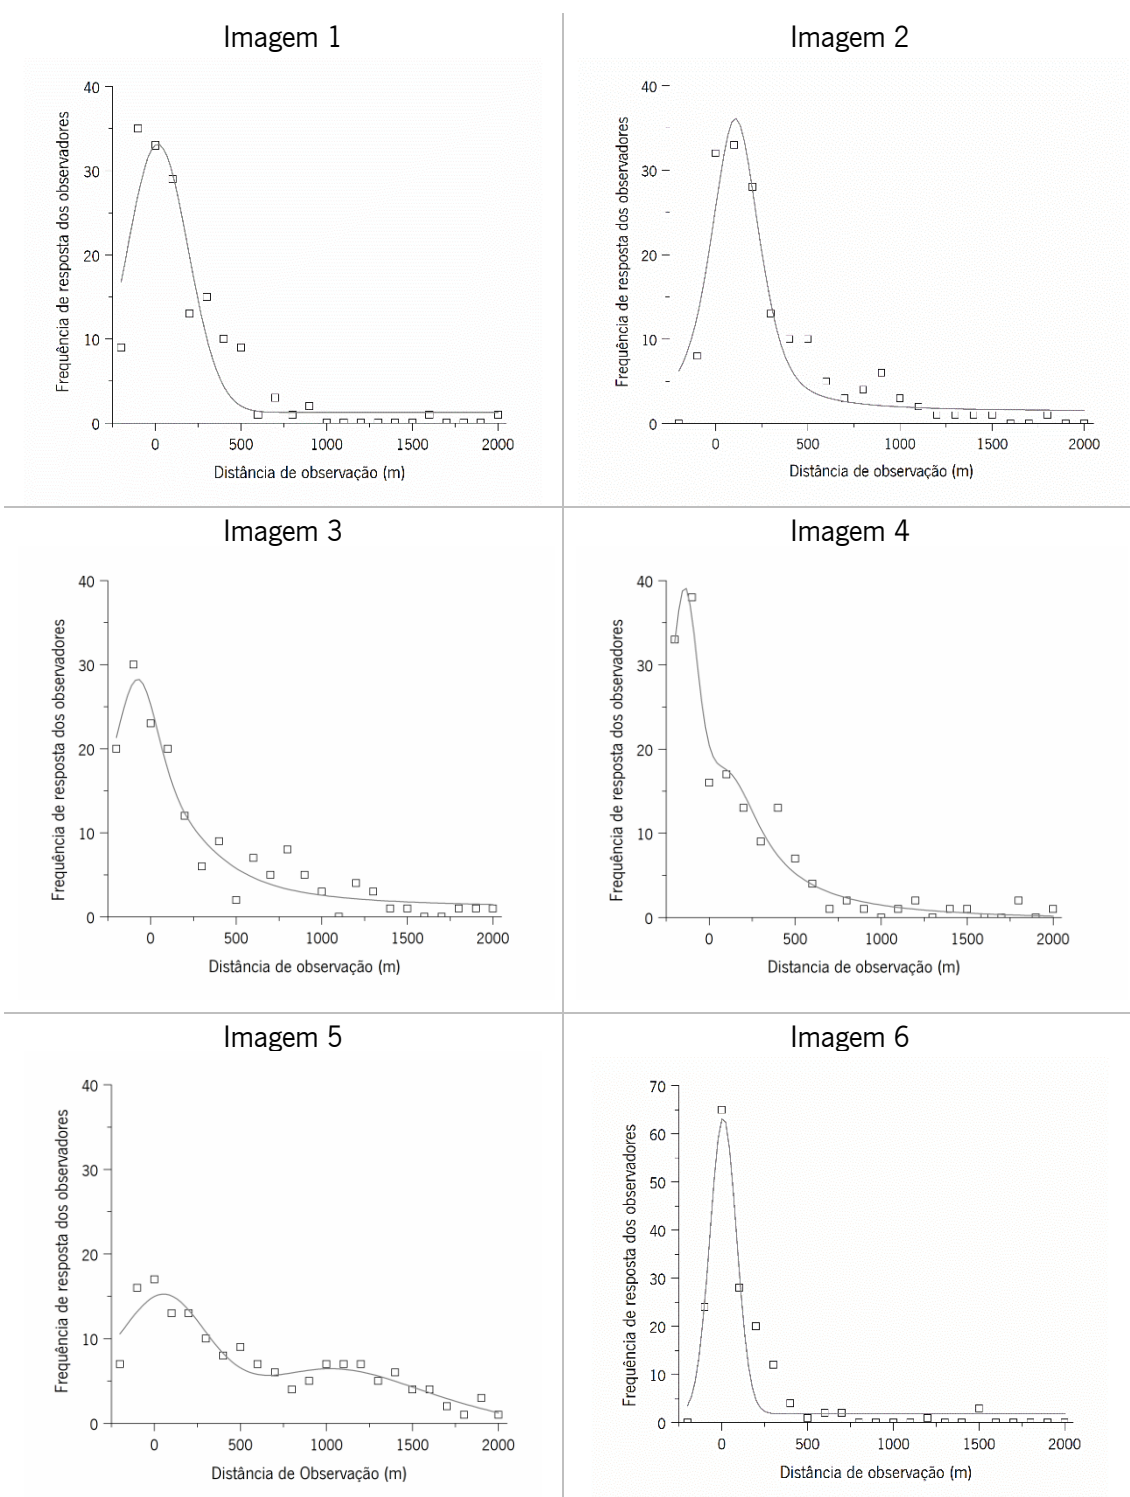 Imagem 1
Imagem 2
40
30
20
10
0
Frequência de resposta dos observadores
0 500 1000 1500 2000
Distância de observação (m)
40
30
20
10
0
Frequência de resposta dos observadores
0 500 1000 1500 2000
Distância de observação (m)
Imagem 3
Imagem 4
40
30
20
10
0
Frequência de resposta dos observadores
0 500 1000 1500 2000
Distância de observação (m)
40
30
20
10
0
Frequência de resposta dos observadores
0 500 1000 1500 2000
Distancia de observação (m)
Imagem 5
Imagem 6
40
30
20
10
0
Frequência de resposta dos observadores
0 500 1000 1500 2000
Distância de Observação (m)
70
60
50
40
30
20
10
0
Frequência de resposta dos observadores
0 500 1000 1500 2000
Distância de observação (m)